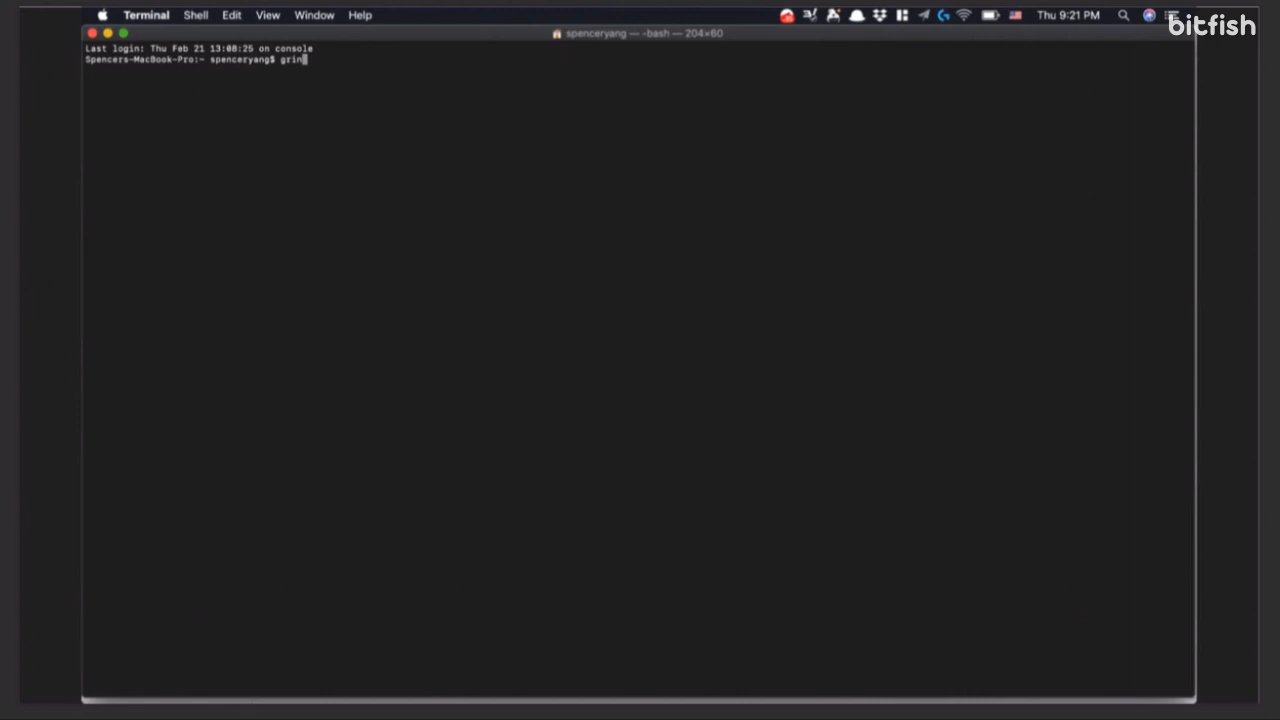 Terminal Shell Edit View Window Help Thu 9:21 PM
bitfish
spenceryang — -bash — 204×60
Last login: Thu Feb 21 13:08:25 on console
Spencers-MacBook-Pro:~ spenceryang$ grin